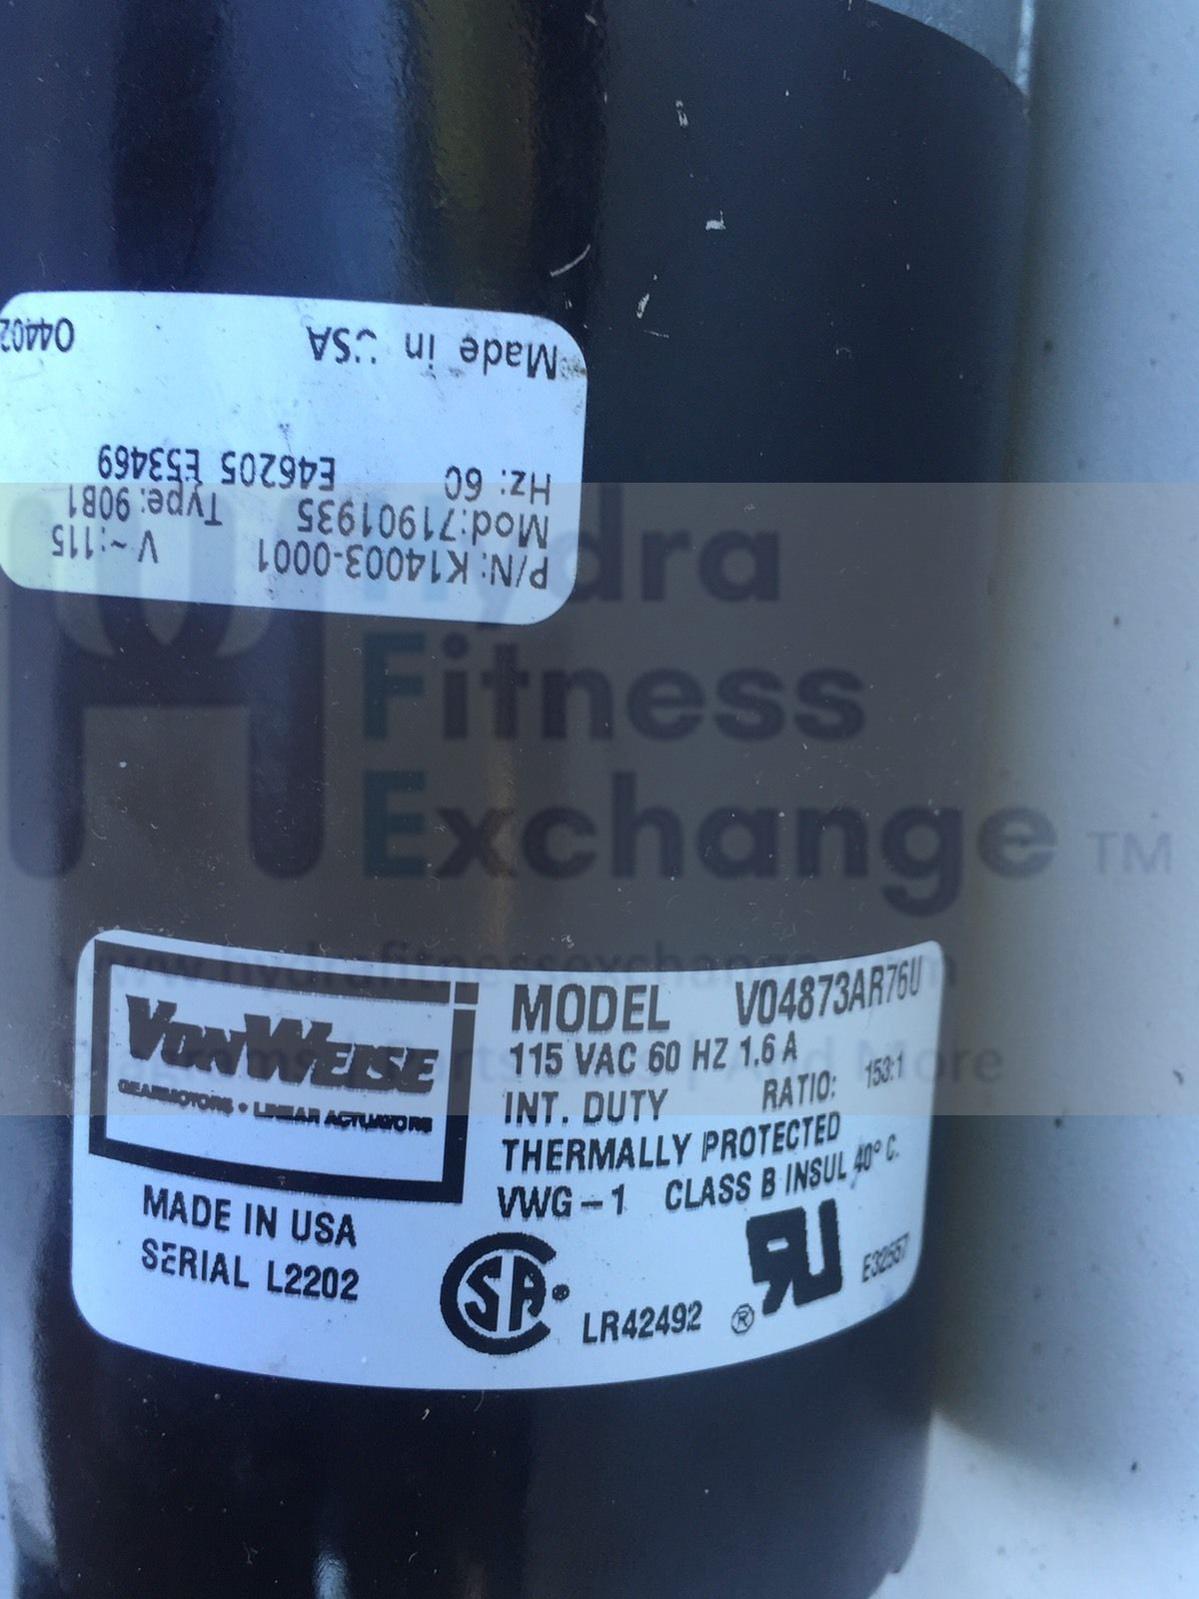 Made in USA
Hz: 60 E46205 E53469
Mod:71901935 Type:90B1
P/N:K14003-0001 V~:115
Hydra
Fitness
Exchange TM
VONWEISE
GEARMOTORS • LINEAR ACTUATORS
MADE IN USA
SERIAL L2202
MODEL V04873AR76U
115 VAC 60 HZ 1.6 A
INT. DUTY RATIO: 153:1
THERMALLY PROTECTED
VWG-1 CLASS B INSUL 40° C.
LR42492 ®
E32557